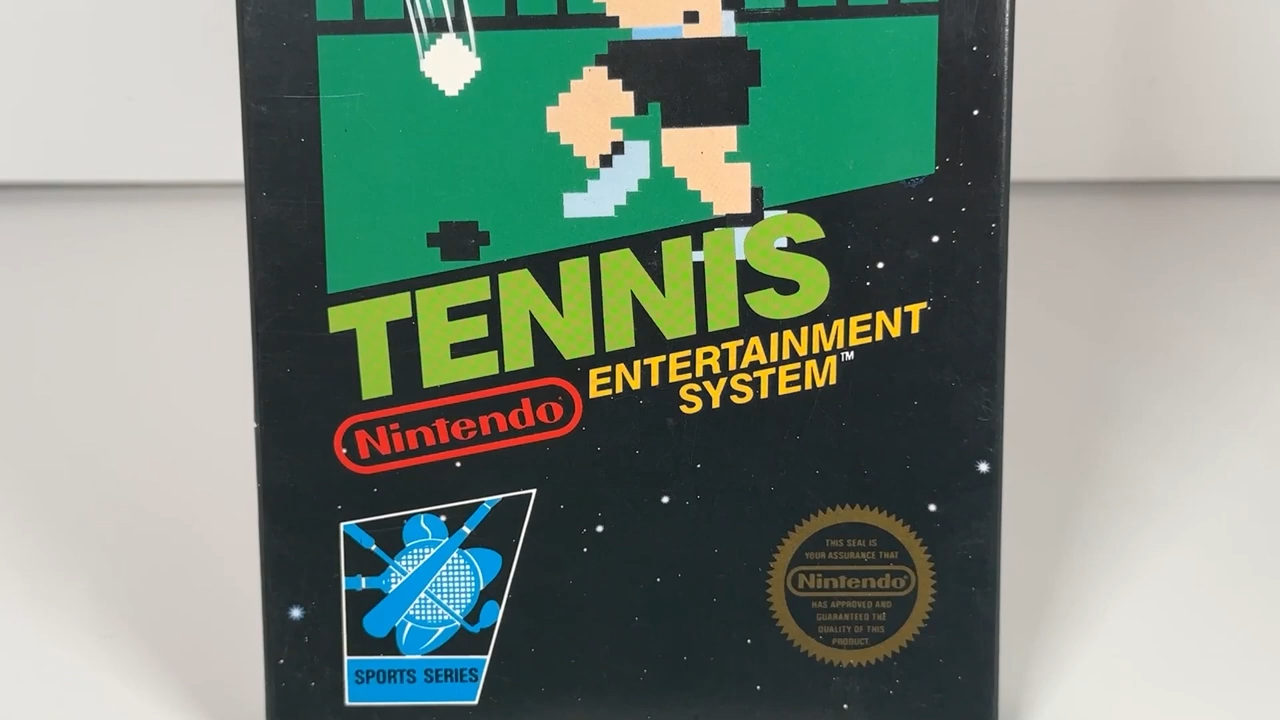 TENNIS
Nintendo
ENTERTAINMENT
SYSTEM™
SPORTS SERIES
THIS SEAL IS
YOUR ASSURANCE THAT
Nintendo
HAS APPROVED AND
GUARANTEED THE
QUALITY OF THIS
PRODUCT